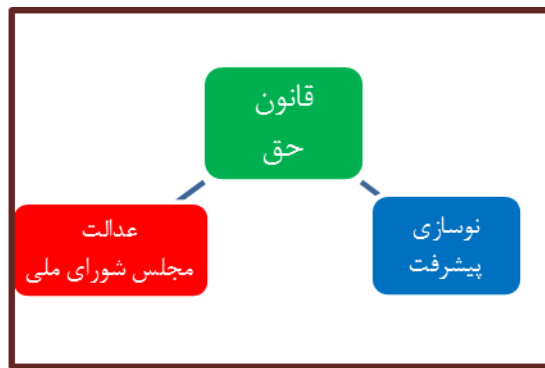 قانون
حق
نوسازی
پیشرفت
عدالت
مجلس شورای ملی